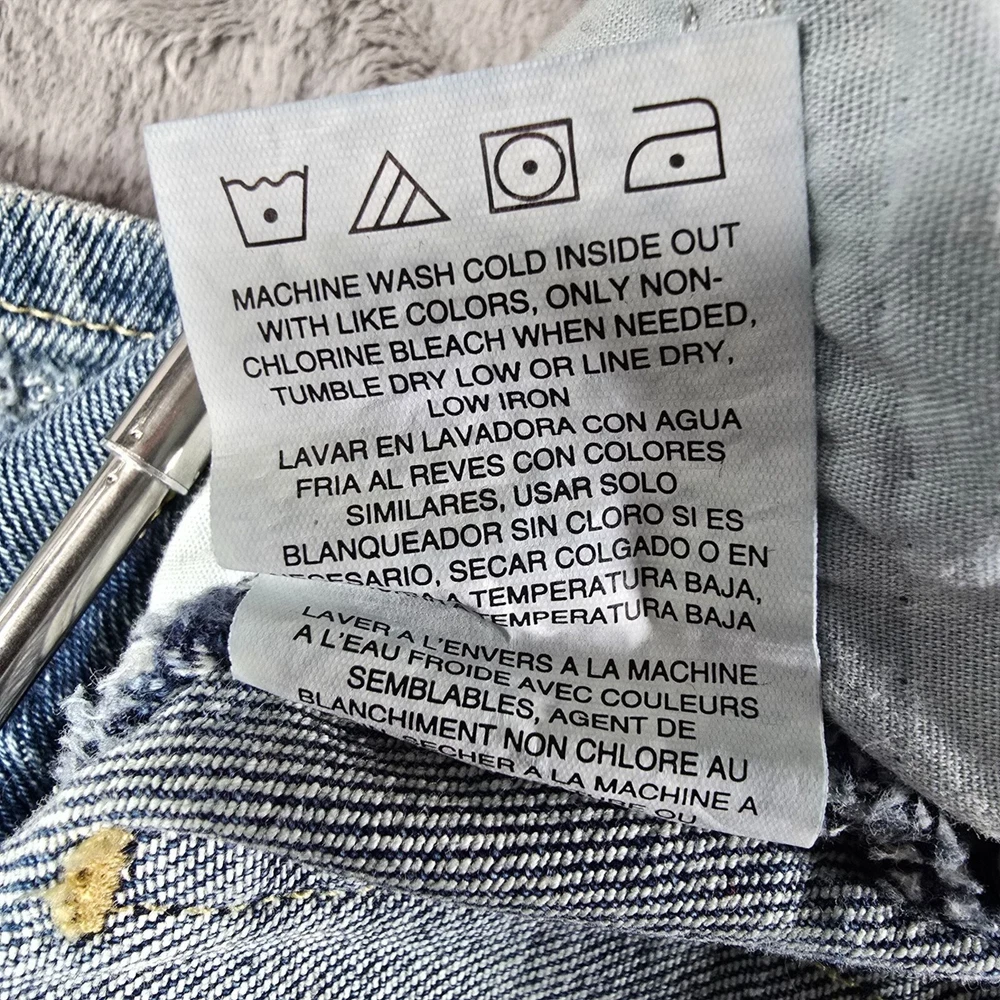 MACHINE WASH COLD INSIDE OUT
WITH LIKE COLORS, ONLY NON-
CHLORINE BLEACH WHEN NEEDED,
TUMBLE DRY LOW OR LINE DRY,
LOW IRON
LAVAR EN LAVADORA CON AGUA
FRIA AL REVES CON COLORES
SIMILARES, USAR SOLO
BLANQUEADOR SIN CLORO SI ES
SECAR COLGADO O EN
A TEMPERATURA BAJA,
TEMPERATURA BAJA
LAVER A L'ENVERS A LA MACHINE
A L'EAU FROIDE AVEC COULEURS
SEMBLABLES, AGENT DE
BLANCHIMENT NON CHLORE AU
A LA MACHINE A
OU